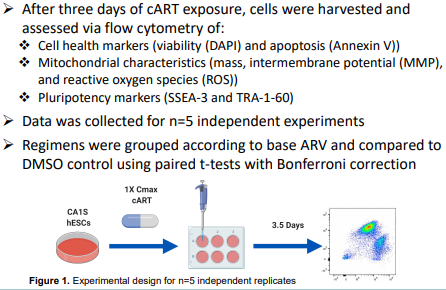 ➢ After three days of cART exposure, cells were harvested and
assessed via flow cytometry of:
❖ Cell health markers (viability (DAPI) and apoptosis (Annexin V))
❖ Mitochondrial characteristics (mass, intermembrane potential (MMP),
and reactive oxygen species (ROS))
❖ Pluripotency markers (SSEA-3 and TRA-1-60)
➢ Data was collected for n=5 independent experiments
➢ Regimens were grouped according to base ARV and compared to
DMSO control using paired t-tests with Bonferroni correction
CA1S
hESCs
1X Cmax
cART
3.5 Days
Figure 1. Experimental design for n=5 independent replicates